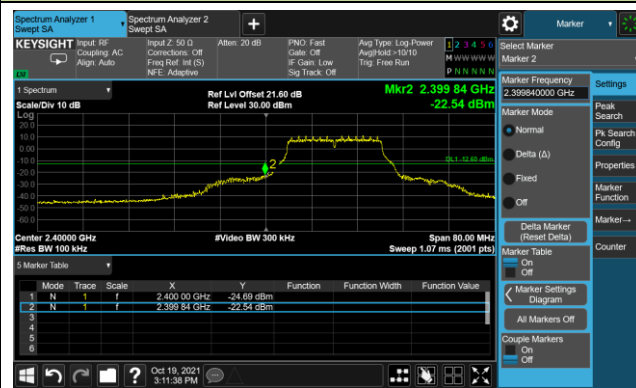 Spectrum Analyzer 1
Swept SA
Spectrum Analyzer 2
Swept SA
+
Marker
KEYSIGHT
Input: RF
Coupling: AC
Align: Auto
Input Z: 50 Ω
Corrections: Off
Freq Ref: Int (S)
NFE: Adaptive
Atten: 20 dB
PNO: Fast
Gate: Off
IF Gain: Low
Sig Track: Off
Avg Type: Log-Power
Avg|Hold:>10/10
Trig: Free Run
1 2 3 4 5 6
M W W W W W
P N N N N N
LXI
Select Marker
Marker 2
1 Spectrum
Scale/Div 10 dB
Ref Lvl Offset 21.60 dB
Ref Level 30.00 dBm
Mkr2 2.399 84 GHz
-22.54 dBm
Log
20.0
10.0
0.00
-10.0
-20.0
-30.0
-40.0
-50.0
-60.0
2
DL1 -12.60 dBm
Center 2.40000 GHz
#Res BW 100 kHz
#Video BW 300 kHz
Span 80.00 MHz
Sweep 1.07 ms (2001 pts)
5 Marker Table
Mode Trace Scale X Y Function Function Width Function Value
1 N 1 f 2.400 00 GHz -24.69 dBm
2 N 1 f 2.399 84 GHz -22.54 dBm
3
4
5
6
Marker Frequency
2.399840000 GHz
Marker Mode
Normal
Delta (Δ)
Fixed
Off
Delta Marker
(Reset Delta)
Marker Table
On
Off
Marker Settings
Diagram
All Markers Off
Couple Markers
On
Off
Settings
Peak
Search
Pk Search
Config
Properties
Marker
Function
Marker→
Counter
?
Oct 19, 2021
3:11:38 PM